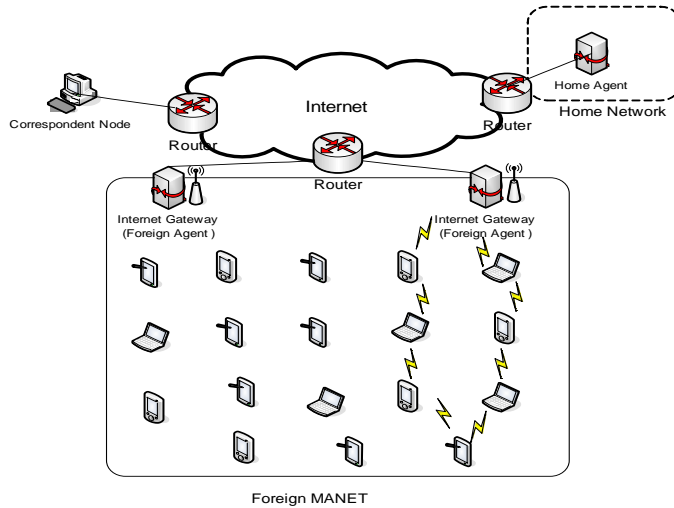 Internet
Home Agent
Home Network
Correspondent Node
Router
Router
Router
Internet Gateway
(Foreign Agent )
Internet Gateway
(Foreign Agent )
Foreign MANET